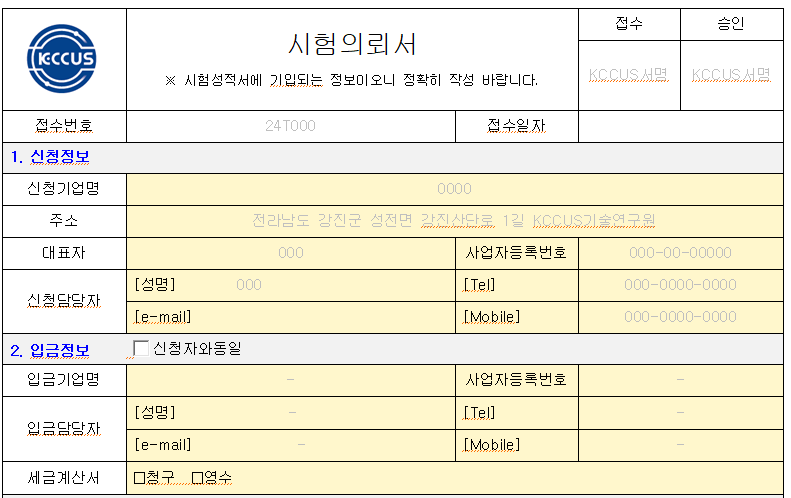 KCCUS
시험의뢰서
※ 시험성적서에 기입되는 정보이오니 정확히 작성 바랍니다.
접수 승인
KCCUS서명 KCCUS서명
접수번호 24T000 접수일자
1. 신청정보
신청기업명 0000
주소 전라남도 강진군 성전면 강진산단로 1길 KCCUS기술연구원
대표자 000 사업자등록번호 000-00-00000
신청담당자
[성명] 000 [Tel] 000-0000-0000
[e-mail] [Mobile] 000-0000-0000
2. 입금정보 □ 신청자와동일
입금기업명 - 사업자등록번호 -
입금담당자
[성명] - [Tel] -
[e-mail] - [Mobile] -
세금계산서 □청구 □영수